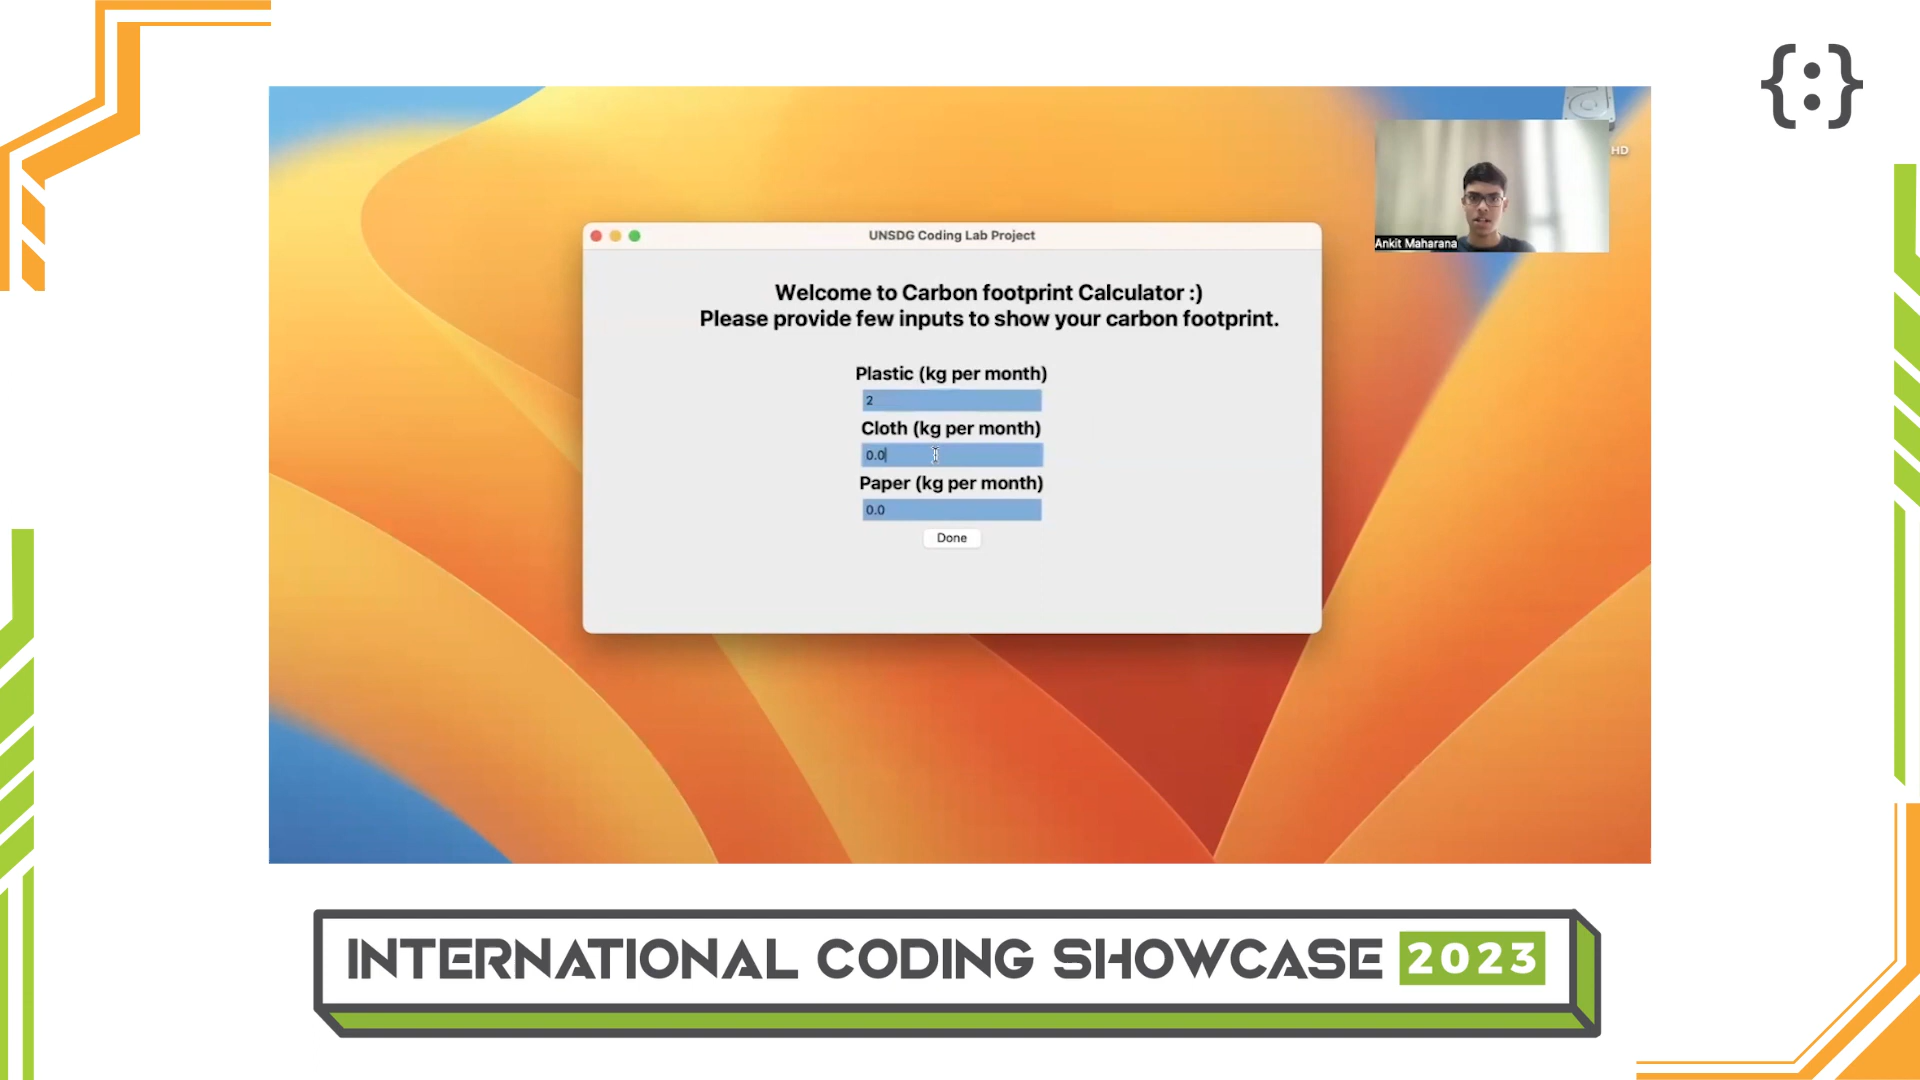 {:}
HD
Ankit Maharana
UNSDG Coding Lab Project
Welcome to Carbon footprint Calculator :)
Please provide few inputs to show your carbon footprint.
Plastic (kg per month)
2
Cloth (kg per month)
0.0
Paper (kg per month)
0.0
Done
INTERNATIONAL CODING SHOWCASE 2023